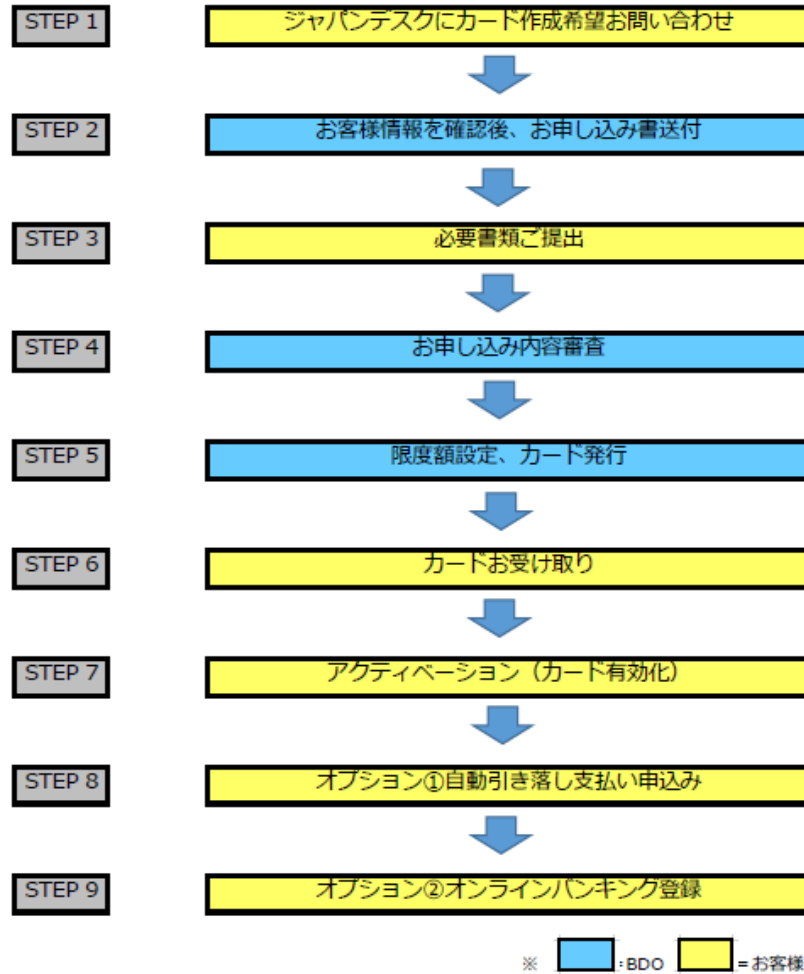 STEP 1 ジャパンデスクにカード作成希望お問い合わせ
STEP 2 お客様情報を確認後、お申し込み書送付
STEP 3 必要書類ご提出
STEP 4 お申し込み内容審査
STEP 5 限度額設定、カード発行
STEP 6 カードお受け取り
STEP 7 アクティベーション（カード有効化）
STEP 8 オプション①自動引き落し支払い申込み
STEP 9 オプション②オンラインバンキング登録
※ :BDO =お客様